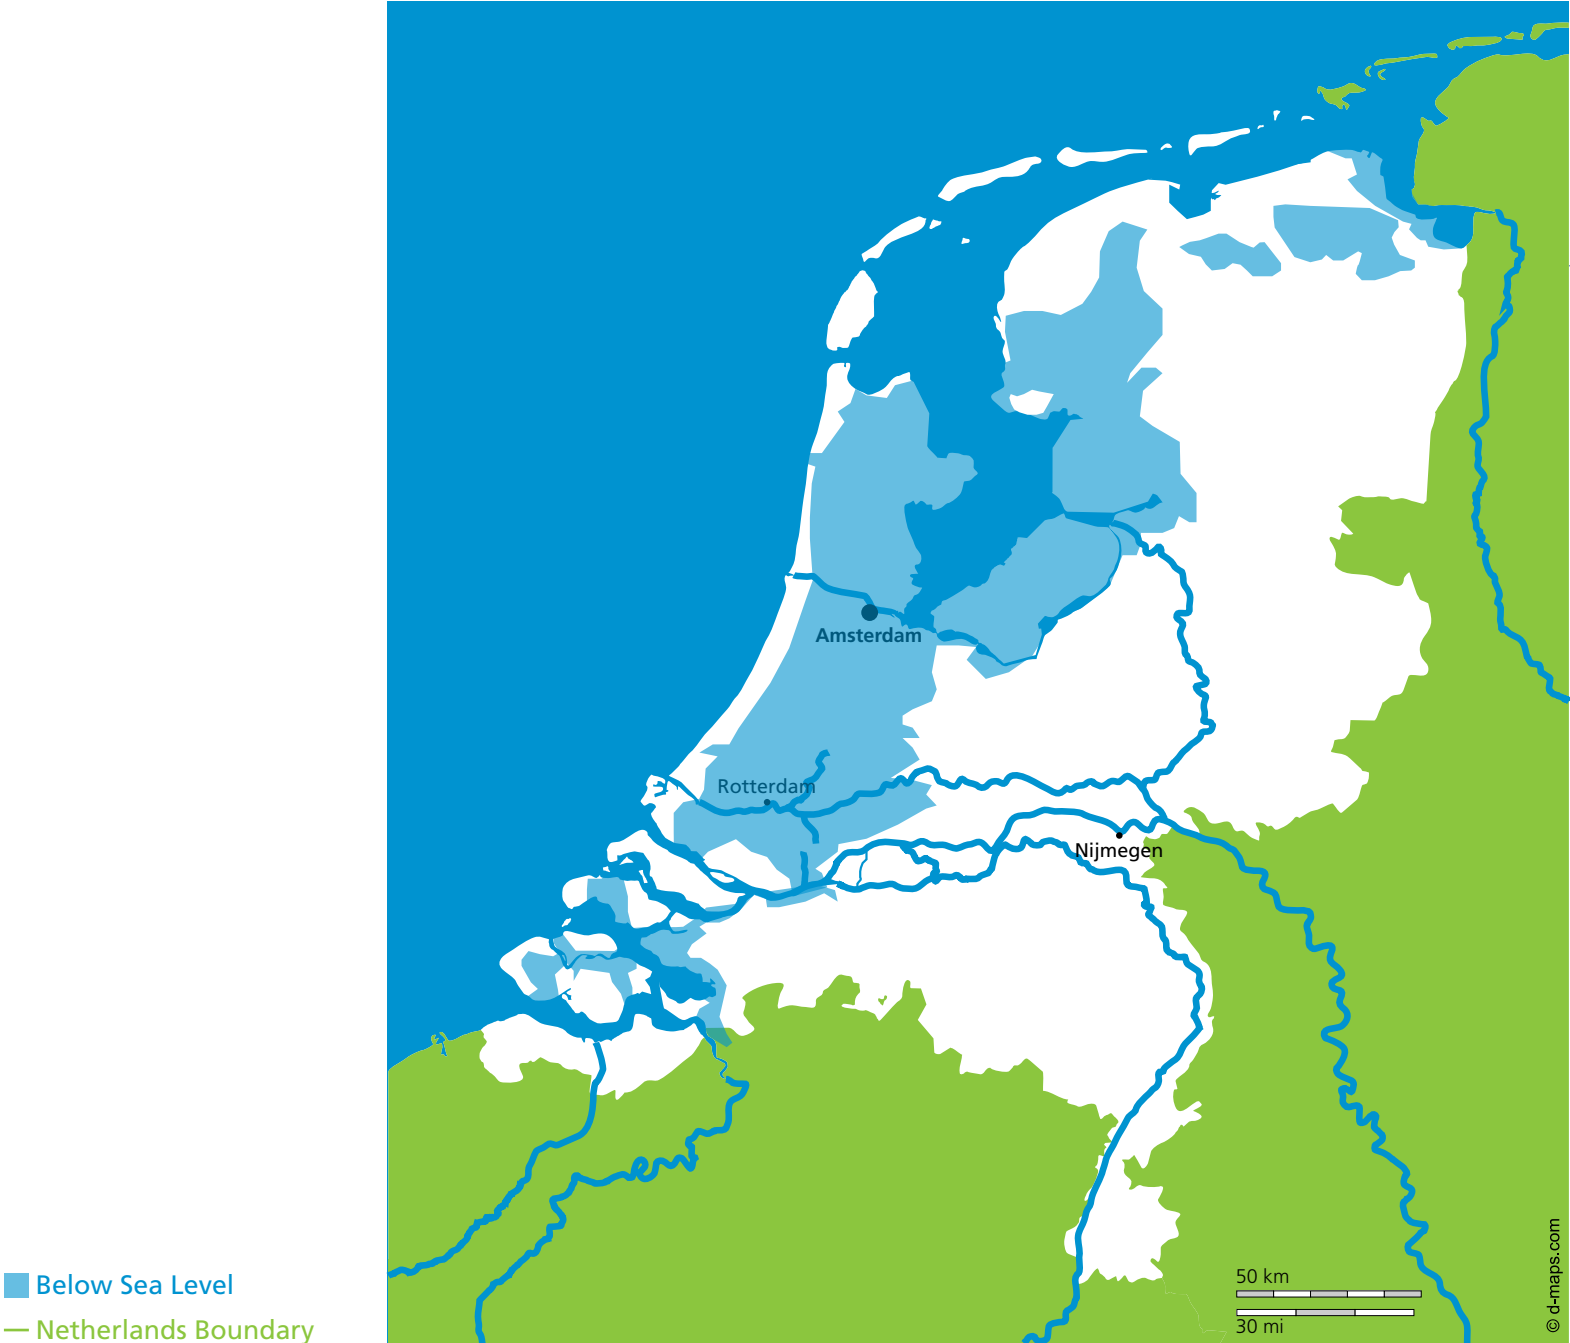 Amsterdam
Rotterdam
Nijmegen
Below Sea Level
Netherlands Boundary
50 km
30 mi
© d-maps.com